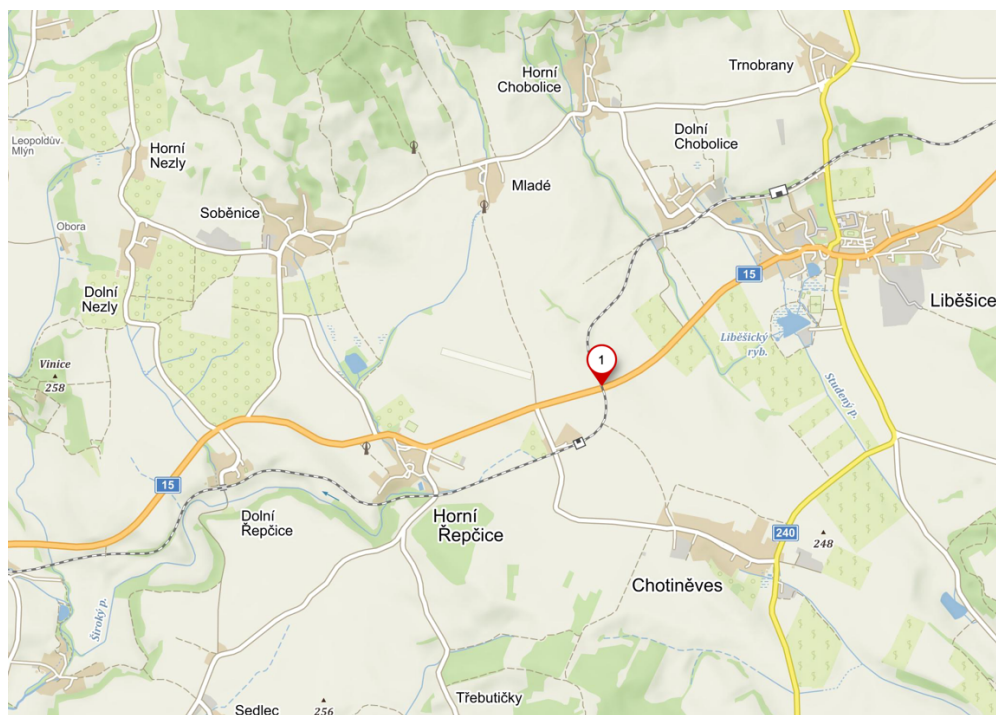 Trnobrany
Horní
Chobolice
Dolní
Chobolice
Leopoldův
Mlýn
Horní
Nezly
Mladé
Soběnice
Obora
15
Dolní
Nezly
Liběšice
Liběšický
ryb.
Vinice
258
1
Studený p.
15
Horní
Řepčice
Dolní
Řepčice
240
248
Chotiněves
Široký p.
Třebutičky
Sedlec
256